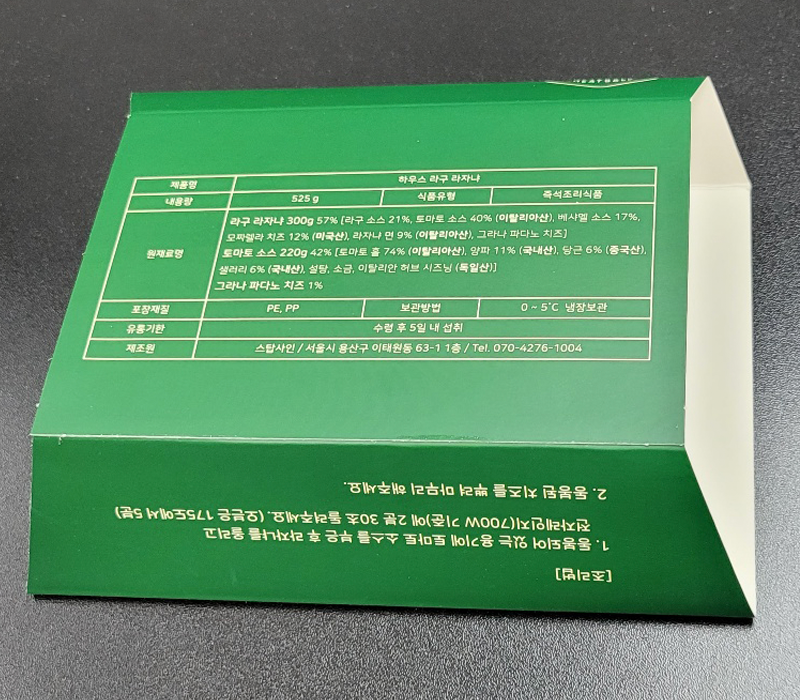 제품명 하우스 라구 라자냐
내용량 525 g 식품유형 즉석조리식품
원재료명
라구 라자냐 300g 57% [라구 소스 21%, 토마토 소스 40% (이탈리아산), 베샤멜 소스 17%,
모짜렐라 치즈 12% (미국산), 라자냐 면 9% (이탈리아산), 그라나 파다노 치즈]
토마토 소스 220g 42% [토마토 홀 74% (이탈리아산), 양파 11% (국내산), 당근 6% (중국산),
샐러리 6% (국내산), 설탕, 소금, 이탈리안 허브 시즈닝 (독일산)]
그라나 파다노 치즈 1%
포장재질 PE, PP 보관방법 0 ~ 5˚C 냉장보관
유통기한 수령 후 5일 내 섭취
제조원 스탑사인 / 서울시 용산구 이태원동 63-1 1층 / Tel. 070-4276-1004
[조리법]
1. 동봉되어 있는 용기에 토마토 소스를 부은 후 라자냐를 올리고
전자레인지(700W 기준)에 2분 30초 돌려주세요. (오븐은 175도에서 5분)
2. 동봉된 치즈를 뿌려 마무리 해주세요.